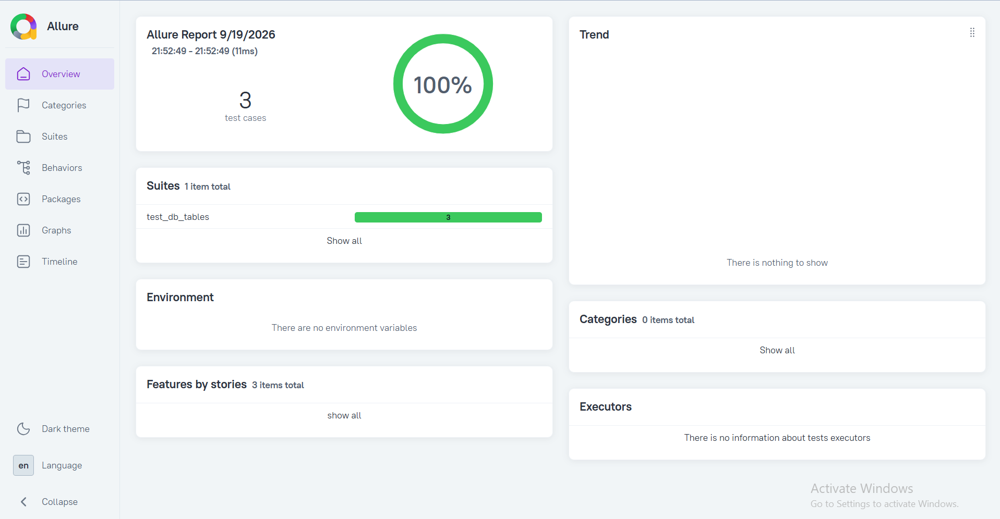 Allure
Overview
Categories
Suites
Behaviors
Packages
Graphs
Timeline
Dark theme
en Language
Collapse
Allure Report 9/19/2026
21:52:49 - 21:52:49 (11ms)
3
test cases
100%
Suites 1 item total
test_db_tables 3
Show all
Environment
There are no environment variables
Features by stories 3 items total
show all
Trend
There is nothing to show
Categories 0 items total
Show all
Executors
There is no information about tests executors
Activate Windows
Go to Settings to activate Windows.